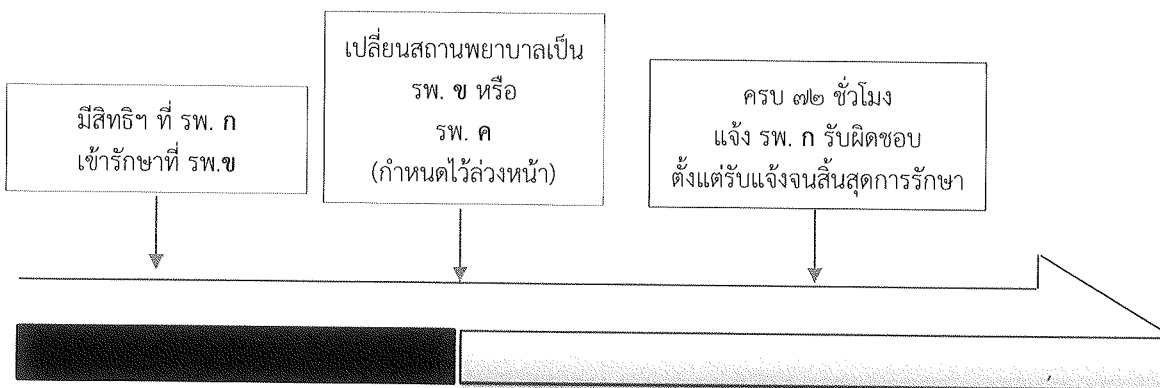 มีสิทธิฯ ที่ รพ. ก
เข้ารักษาที่ รพ.ข
เปลี่ยนสถานพยาบาลเป็น
รพ. ข หรือ
รพ. ค
(กำหนดไว้ล่วงหน้า)
ครบ ๗๒ ชั่วโมง
แจ้ง รพ. ก รับผิดชอบ
ตั้งแต่รับแจ้งจนสิ้นสุดการรักษา